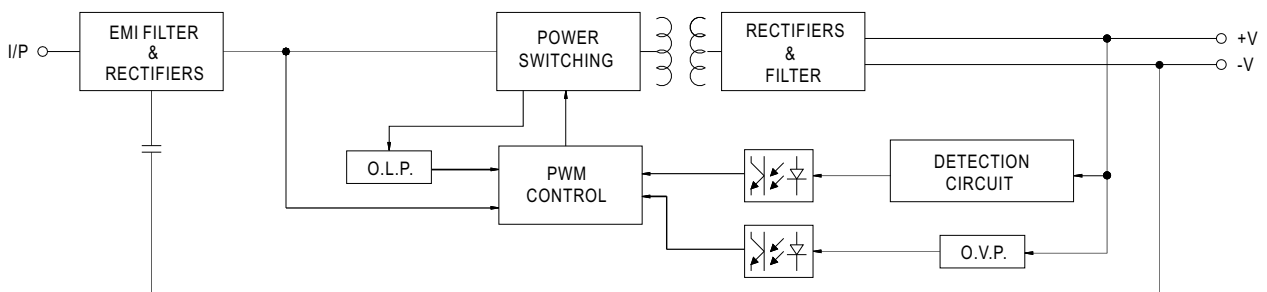 I/P
EMI FILTER
&
RECTIFIERS
POWER
SWITCHING
RECTIFIERS
&
FILTER
+V
-V
O.L.P.
PWM
CONTROL
DETECTION
CIRCUIT
O.V.P.